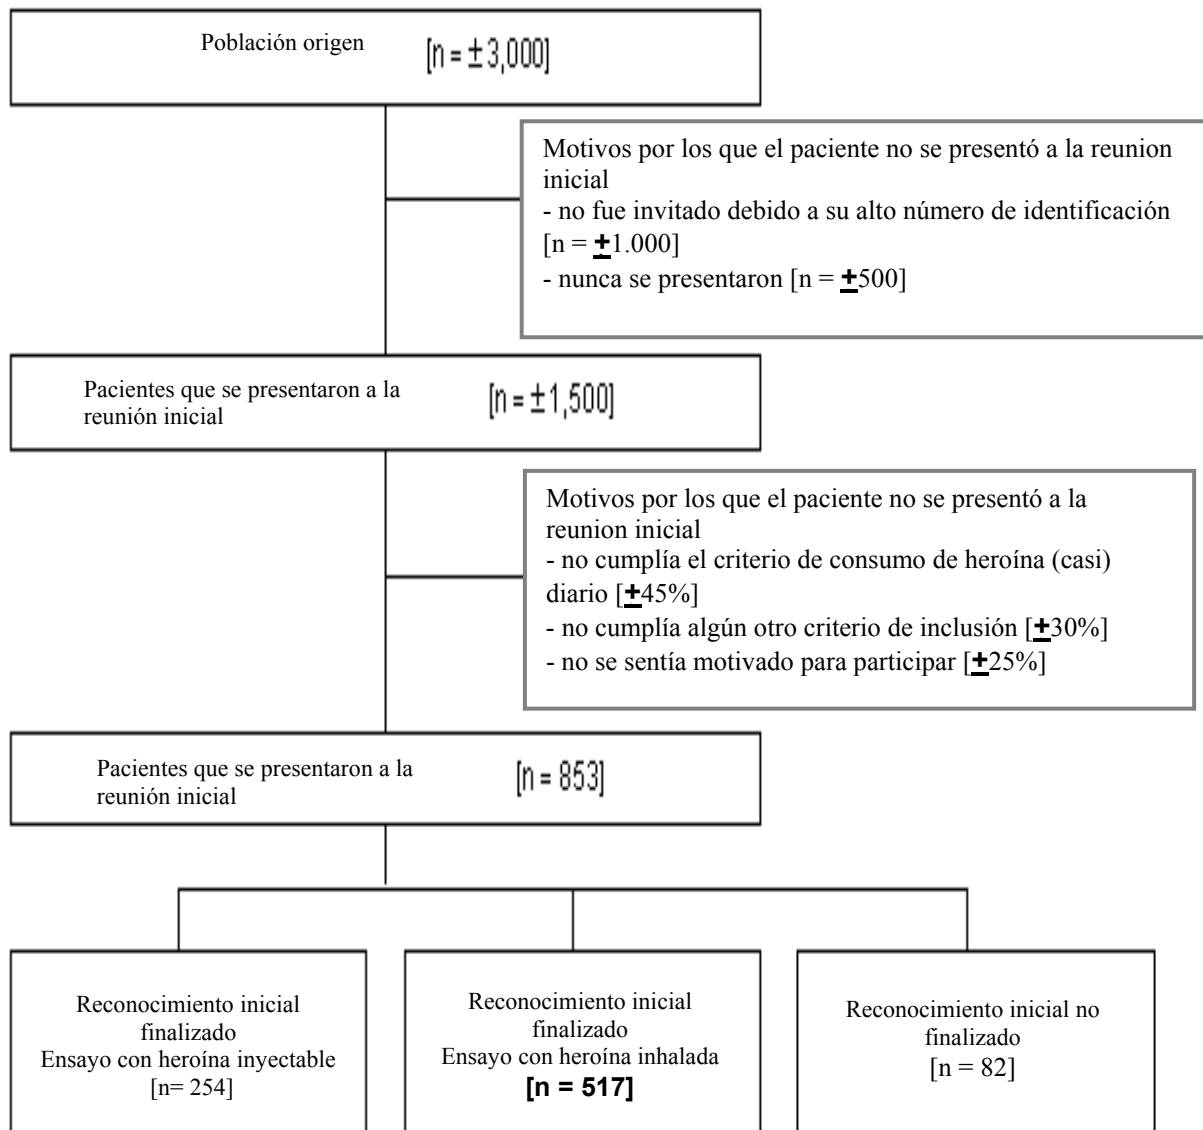 Población origen [n = ±3,000]
Motivos por los que el paciente no se presentó a la reunion
inicial
- no fue invitado debido a su alto número de identificación
[n = ±1.000]
- nunca se presentaron [n = ±500]
Pacientes que se presentaron a la
reunión inicial
[n = ±1,500]
Motivos por los que el paciente no se presentó a la
reunion inicial
- no cumplía el criterio de consumo de heroína (casi)
diario [±45%]
- no cumplía algún otro criterio de inclusión [±30%]
- no se sentía motivado para participar [±25%]
Pacientes que se presentaron a la
reunión inicial
[n = 853]
Reconocimiento inicial
finalizado
Ensayo con heroína inyectable
[n= 254]
Reconocimiento inicial
finalizado
Ensayo con heroína inhalada
[n = 517]
Reconocimiento inicial no
finalizado
[n = 82]